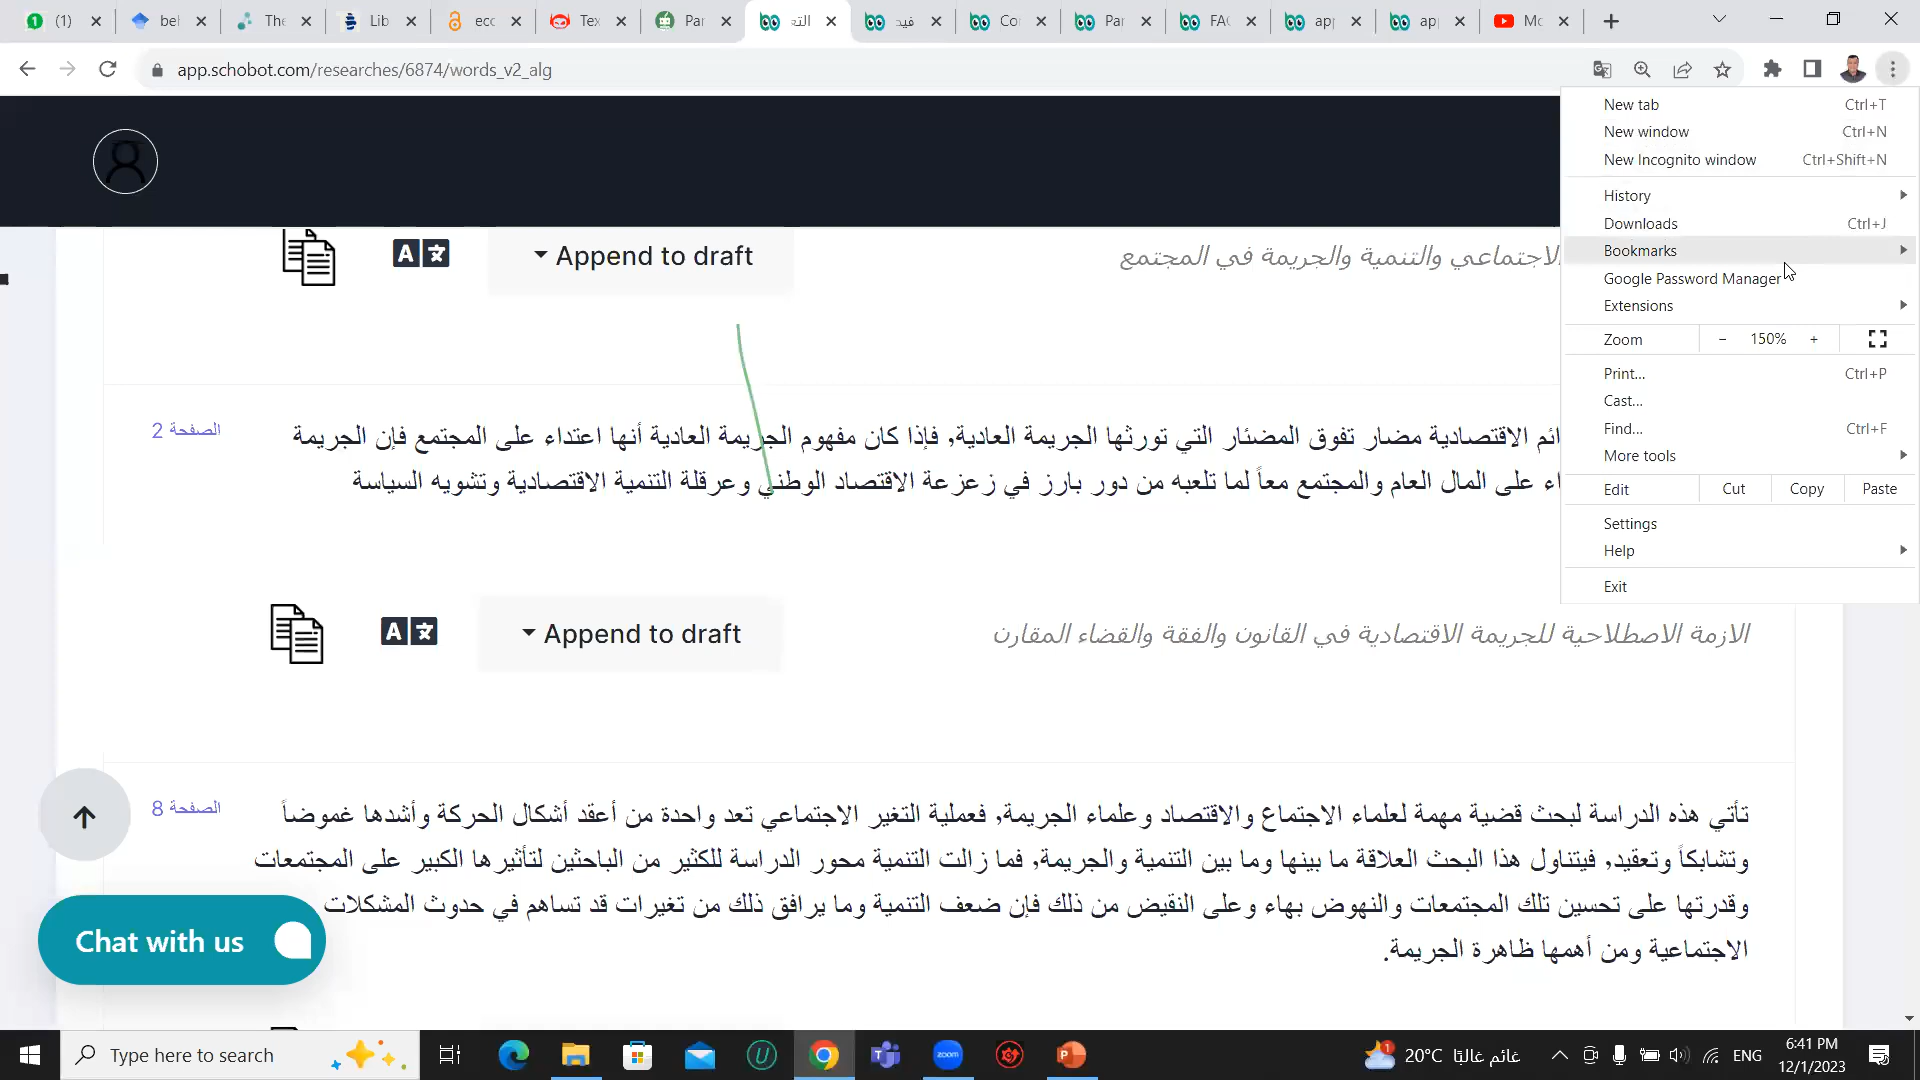 (1)
bel
The
Lib
ecc
Tex
Par
التع
فيد
Co
Par
FAC
app
ap
Mc
app.schobot.com/researches/6874/words_v2_alg
New tab Ctrl+T
New window Ctrl+N
New Incognito window Ctrl+Shift+N
History
Downloads Ctrl+J
Bookmarks
Google Password Manager
Extensions
Zoom - 150% +
Print... Ctrl+P
Cast...
Find... Ctrl+F
More tools
Edit Cut Copy Paste
Settings
Help
Exit
Append to draft
الاجتماعي والتنمية والجريمة في المجتمع
ائم الاقتصادية مضار تفوق المضئار التي تورثها الجريمة العادية, فإذا كان مفهوم الجريمة العادية أنها اعتداء على المجتمع فإن الجريمة
الصفحة 2
اء على المال العام والمجتمع معاً لما تلعبه من دور بارز في زعزعة الاقتصاد الوطني وعرقلة التنمية الاقتصادية وتشويه السياسة
Append to draft
الازمة الاصطلاحية للجريمة الاقتصادية في القانون والفقة والقضاء المقارن
تأتي هذه الدراسة لبحث قضية مهمة لعلماء الاجتماع والاقتصاد وعلماء الجريمة, فعملية التغير الاجتماعي تعد واحدة من أعقد أشكال الحركة وأشدها غموضاً
الصفحة 8
وتشابكاً وتعقيد, فيتناول هذا البحث العلاقة ما بينها وما بين التنمية والجريمة, فما زالت التنمية محور الدراسة للكثير من الباحثين لتأثيرها الكبير على المجتمعات
وقدرتها على تحسين تلك المجتمعات والنهوض بهاء وعلى النقيض من ذلك فإن ضعف التنمية وما يرافق ذلك من تغيرات قد تساهم في حدوث المشكلات
الاجتماعية ومن أهمها ظاهرة الجريمة.
Chat with us
Type here to search
zoom
20°C غائم غالبًا
ENG
6:41 PM
12/1/2023